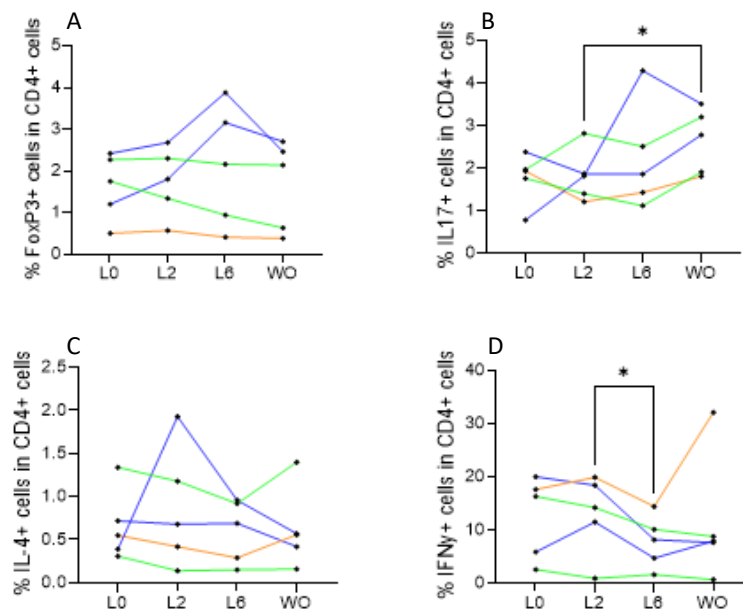 A
% FoxP3+ cells in CD4+ cells
5
4
3
2
1
0
L0 L2 L6 WO
B
% IL17+ cells in CD4+ cells
*
5
4
3
2
1
0
L0 L2 L6 WO
C
% IL-4+ cells in CD4+ cells
2.5
2.0
1.5
1.0
0.5
0.0
L0 L2 L6 WO
D
% IFNγ+ cells in CD4+ cells
*
40
30
20
10
0
L0 L2 L6 WO